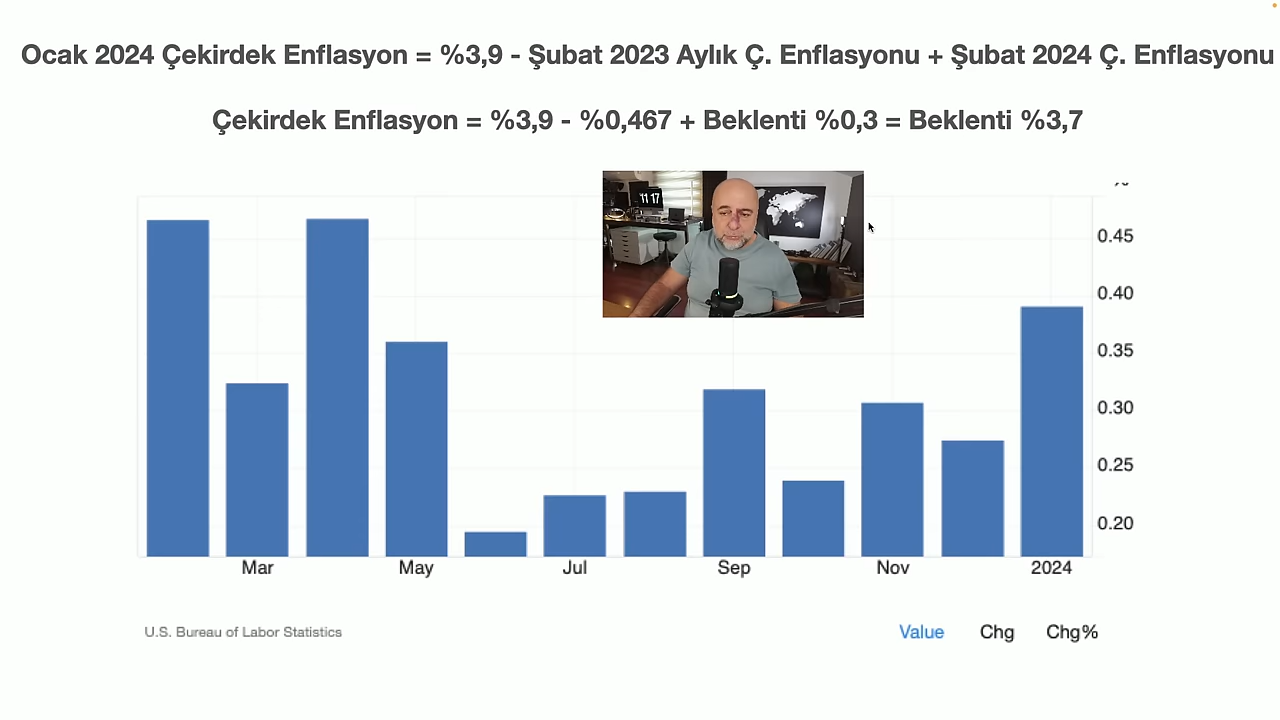 Ocak 2024 Çekirdek Enflasyon = %3,9 - Şubat 2023 Aylık Ç. Enflasyonu + Şubat 2024 Ç. Enflasyonu
Çekirdek Enflasyon = %3,9 - %0,467 + Beklenti %0,3 = Beklenti %3,7
11 17
0.45
0.40
0.35
0.30
0.25
0.20
Mar May Jul Sep Nov 2024
U.S. Bureau of Labor Statistics Value Chg Chg%